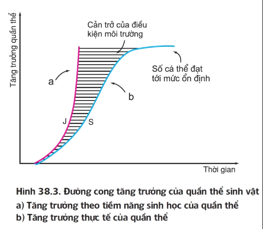 Tăng trưởng quần thể
Cản trở của điều
kiện môi trường
a
Số cá thể đạt
tới mức ổn định
b
J
S
Thời gian
Hình 38.3. Đường cong tăng trưởng của quần thể sinh vật
a) Tăng trưởng theo tiềm năng sinh học của quần thể
b) Tăng trưởng thực tế của quần thể